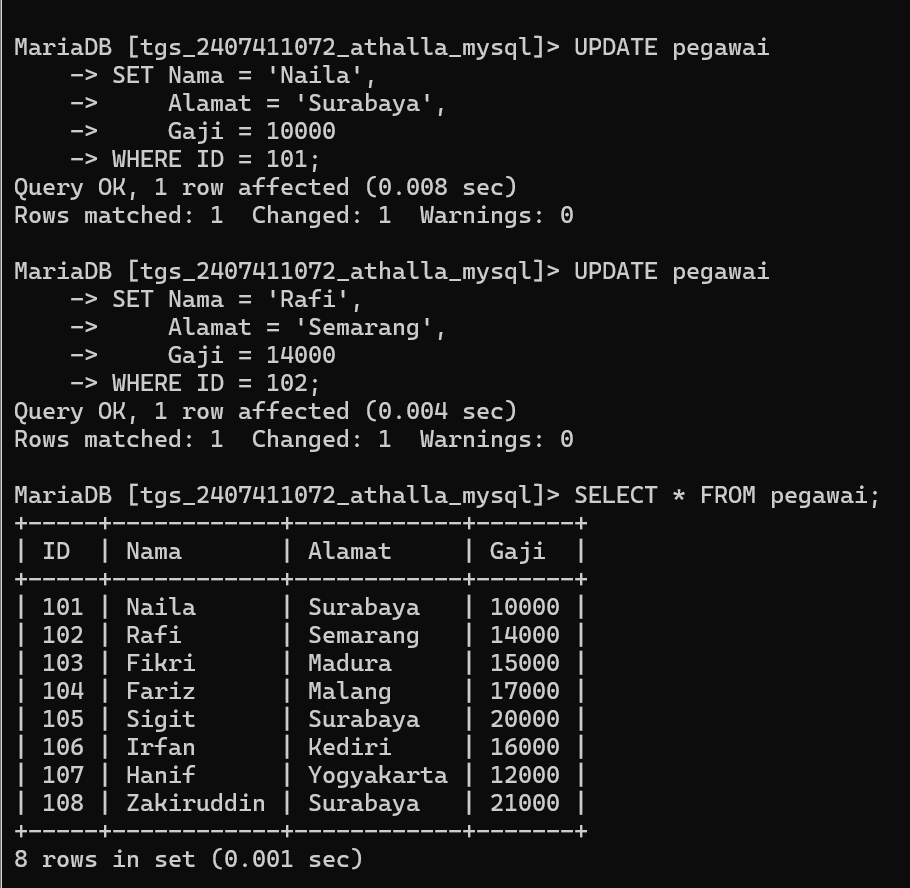 MariaDB [tgs_2407411072_athalla_mysql]> UPDATE pegawai
    -> SET Nama = 'Naila',
    ->     Alamat = 'Surabaya',
    ->     Gaji = 10000
    -> WHERE ID = 101;
Query OK, 1 row affected (0.008 sec)
Rows matched: 1  Changed: 1  Warnings: 0

MariaDB [tgs_2407411072_athalla_mysql]> UPDATE pegawai
    -> SET Nama = 'Rafi',
    ->     Alamat = 'Semarang',
    ->     Gaji = 14000
    -> WHERE ID = 102;
Query OK, 1 row affected (0.004 sec)
Rows matched: 1  Changed: 1  Warnings: 0

MariaDB [tgs_2407411072_athalla_mysql]> SELECT * FROM pegawai;
+-----+------------+------------+-------+
| ID  | Nama       | Alamat     | Gaji  |
+-----+------------+------------+-------+
| 101 | Naila      | Surabaya   | 10000 |
| 102 | Rafi       | Semarang   | 14000 |
| 103 | Fikri      | Madura     | 15000 |
| 104 | Fariz      | Malang     | 17000 |
| 105 | Sigit      | Surabaya   | 20000 |
| 106 | Irfan      | Kediri     | 16000 |
| 107 | Hanif      | Yogyakarta | 12000 |
| 108 | Zakiruddin | Surabaya   | 21000 |
+-----+------------+------------+-------+
8 rows in set (0.001 sec)